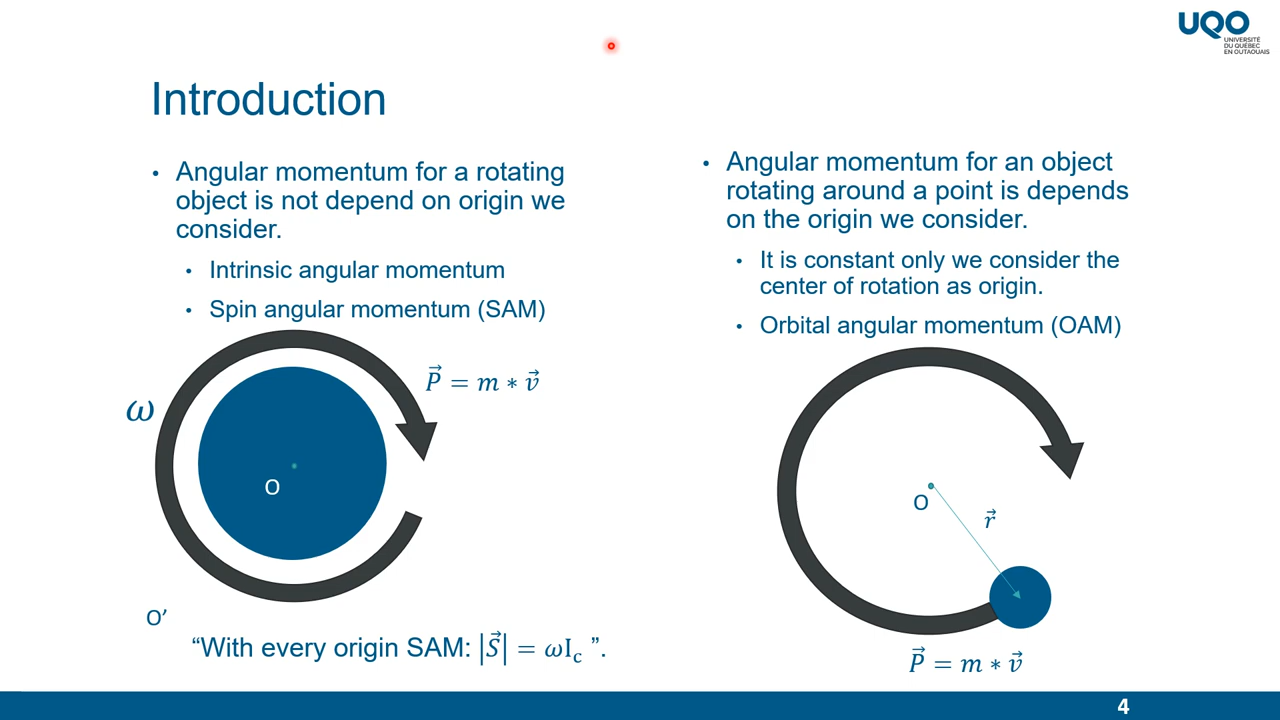 UQO
UNIVERSITÉ
DU QUÉBEC
EN OUTAOUAIS
Introduction
• Angular momentum for a rotating
object is not depend on origin we
consider.
• Intrinsic angular momentum
• Spin angular momentum (SAM)
ω
P⃗ = m ∗ v⃗
O
O’
“With every origin SAM: |S⃗| = ωI_c ”.
• Angular momentum for an object
rotating around a point is depends
on the origin we consider.
• It is constant only we consider the
center of rotation as origin.
• Orbital angular momentum (OAM)
O
r⃗
P⃗ = m ∗ v⃗
4